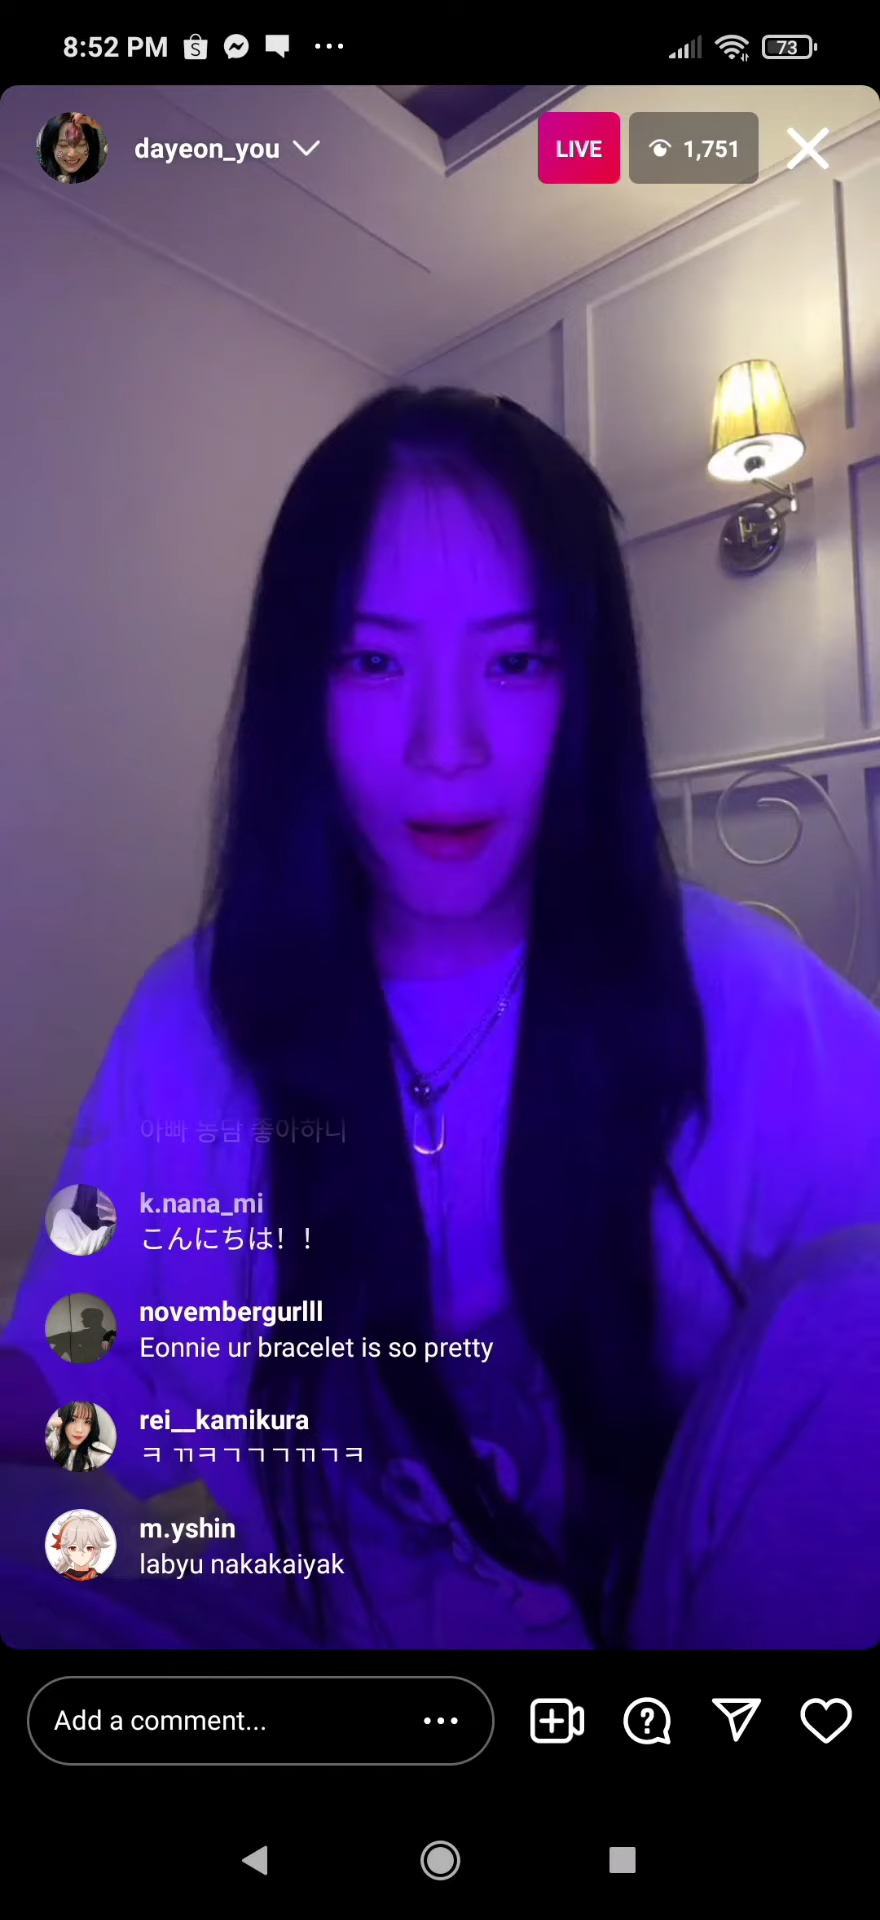 8:52 PM
73
dayeon_you
LIVE
1,751
아빠 농담 좋아하니
k.nana_mi
こんにちは！！
novembergurlll
Eonnie ur bracelet is so pretty
rei__kamikura
ㅋ ㄲㅋㄱㄱㄱㄲㄱㅋ
m.yshin
labyu nakakaiyak
Add a comment...